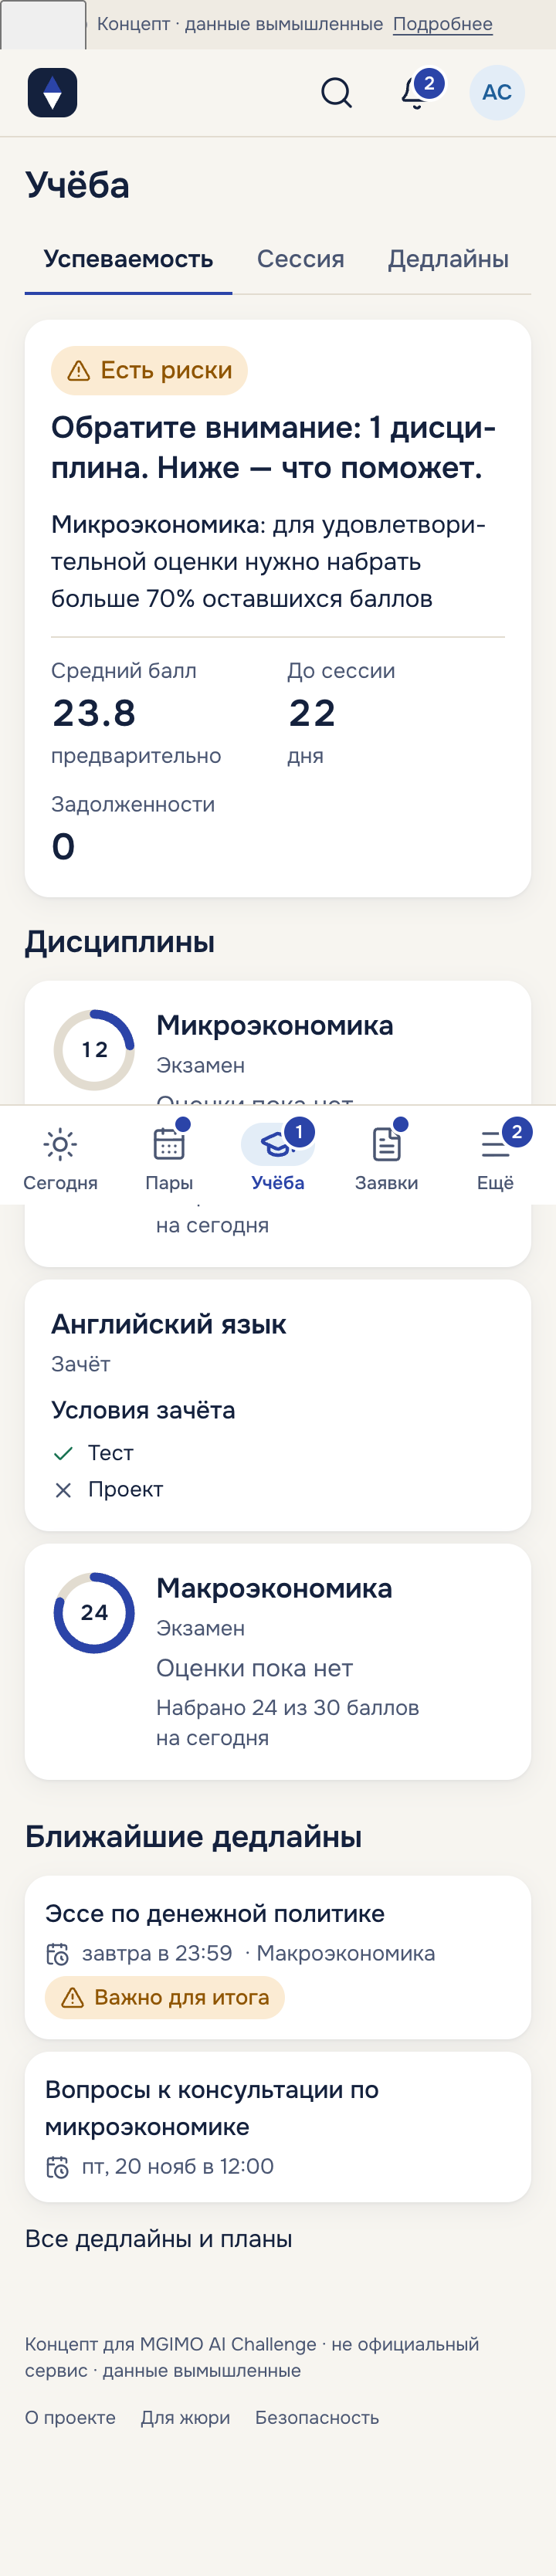 Концепт · данные вымышленные Подробнее
2
АС
Учёба
Успеваемость Сессия Дедлайны
Есть риски
Обратите внимание: 1 дисци-
плина. Ниже — что поможет.
Микроэкономика: для удовлетвори-
тельной оценки нужно набрать
больше 70% оставшихся баллов
Средний балл До сессии
23.8 22
предварительно дня
Задолженности
0
Дисциплины
12
Микроэкономика
Экзамен
Оценки пока нет
1 2
Сегодня Пары Учёба Заявки Ещё
на сегодня
Английский язык
Зачёт
Условия зачёта
Тест
Проект
24
Макроэкономика
Экзамен
Оценки пока нет
Набрано 24 из 30 баллов
на сегодня
Ближайшие дедлайны
Эссе по денежной политике
завтра в 23:59 · Макроэкономика
Важно для итога
Вопросы к консультации по
микроэкономике
пт, 20 нояб в 12:00
Все дедлайны и планы
Концепт для MGIMO AI Challenge · не официальный
сервис · данные вымышленные
О проекте Для жюри Безопасность